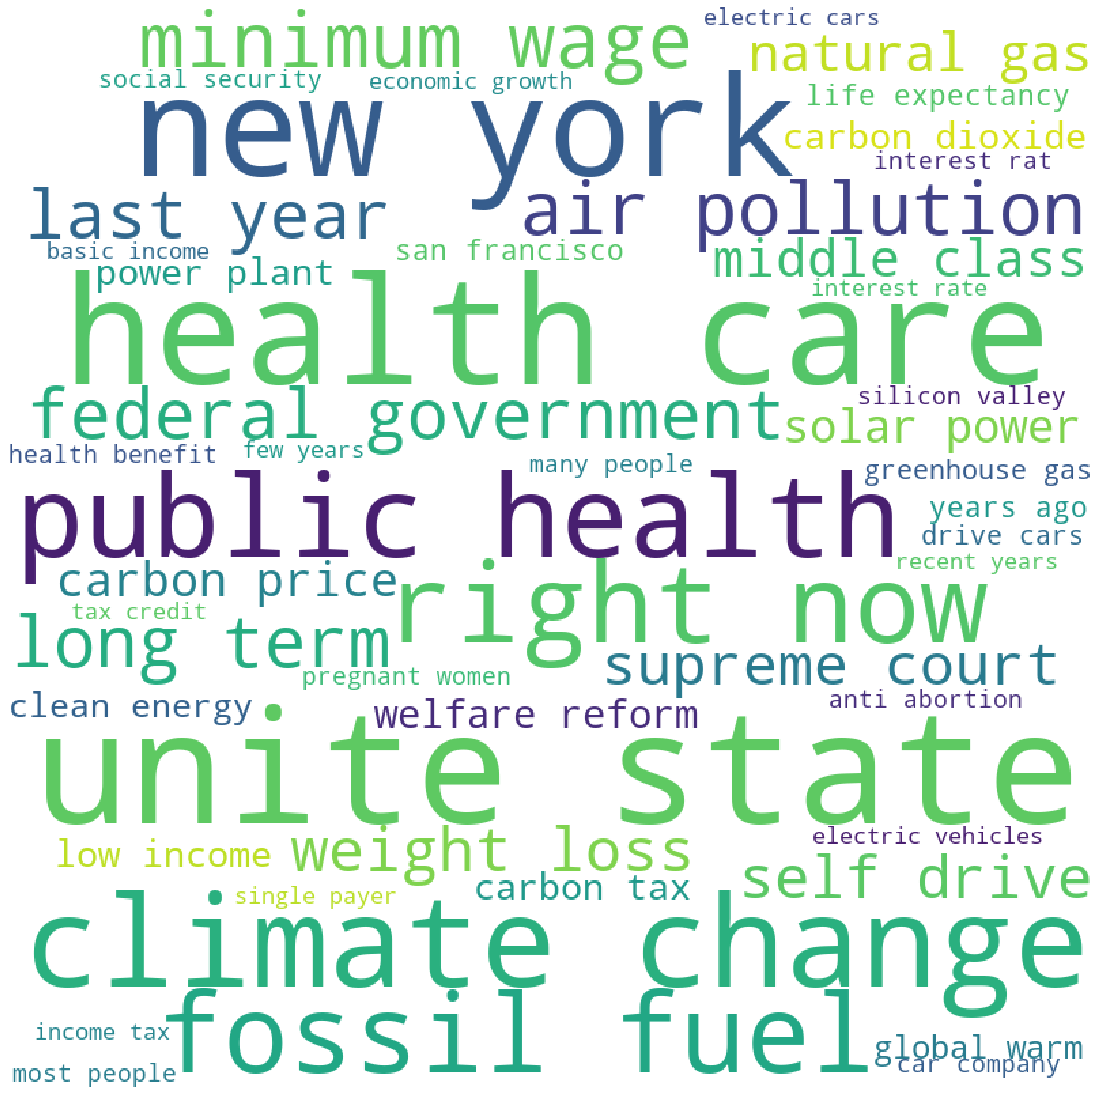 electric cars
minimum wage
natural gas
social security
economic growth
life expectancy
new york
carbon dioxide
interest rat
last year
air pollution
basic income
san francisco
middle class
power plant
interest rate
health care
silicon valley
federal government
solar power
health benefit
few years
many people
greenhouse gas
public health
years ago
drive cars
recent years
carbon price
right now
tax credit
long term
supreme court
pregnant women
anti abortion
clean energy
welfare reform
unite state
electric vehicles
low income
weight loss
self drive
carbon tax
single payer
climate change
fossil fuel
income tax
global warm
car company
most people